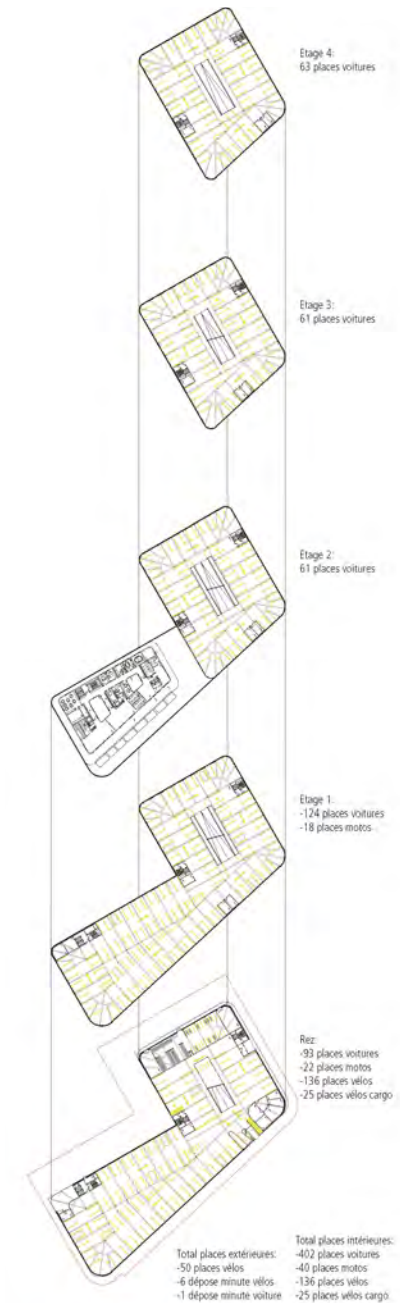 Etage 4:
63 places voitures
Etage 3:
61 places voitures
Etage 2:
61 places voitures
Etage 1:
-124 places voitures
-18 places motos
Rez:
-93 places voitures
-22 places motos
-136 places vélos
-25 places vélos cargo
Total places extérieures:
-50 places vélos
-6 dépose minute vélos
-1 dépose minute voiture
Total places intérieures:
-402 places voitures
-40 places motos
-136 places vélos
-25 places vélos cargo